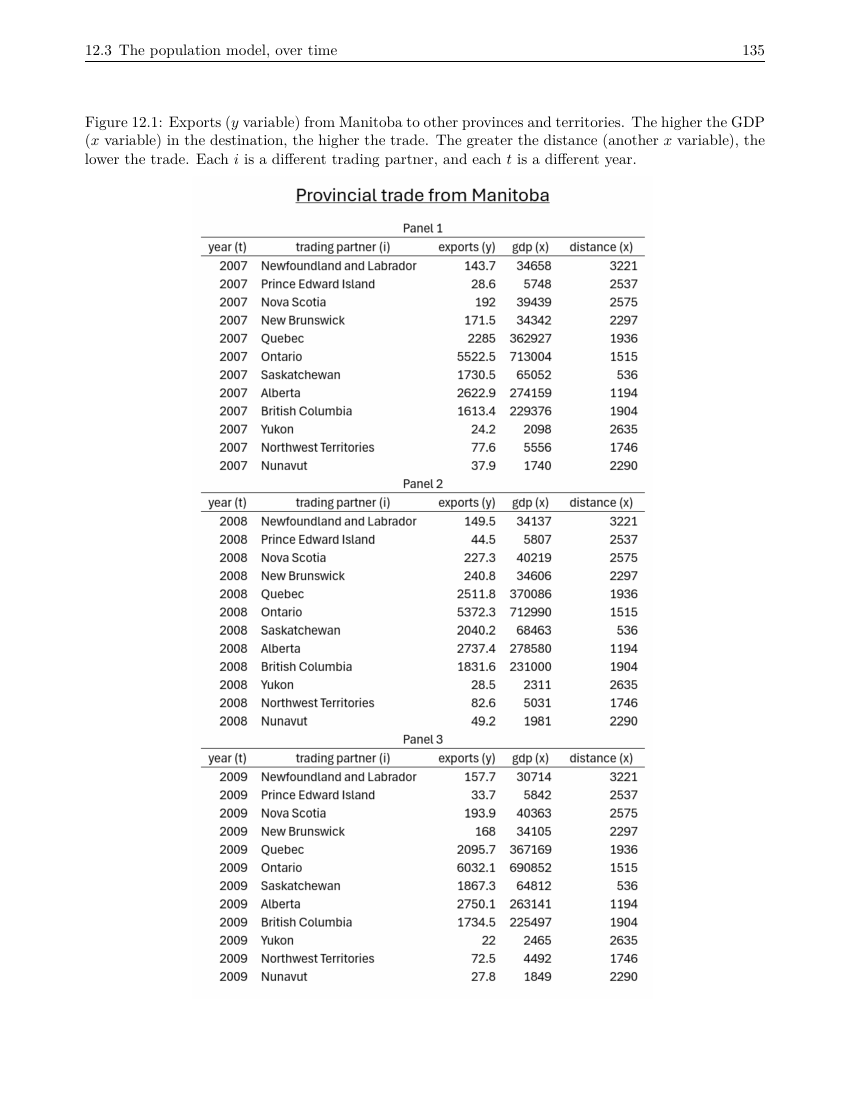 12.3 The population model, over time 135
Figure 12.1: Exports (y variable) from Manitoba to other provinces and territories. The higher the GDP
(x variable) in the destination, the higher the trade. The greater the distance (another x variable), the
lower the trade. Each i is a different trading partner, and each t is a different year.
Provincial trade from Manitoba
Panel 1
year (t) trading partner (i) exports (y) gdp (x) distance (x)
2007 Newfoundland and Labrador 143.7 34658 3221
2007 Prince Edward Island 28.6 5748 2537
2007 Nova Scotia 192 39439 2575
2007 New Brunswick 171.5 34342 2297
2007 Quebec 2285 362927 1936
2007 Ontario 5522.5 713004 1515
2007 Saskatchewan 1730.5 65052 536
2007 Alberta 2622.9 274159 1194
2007 British Columbia 1613.4 229376 1904
2007 Yukon 24.2 2098 2635
2007 Northwest Territories 77.6 5556 1746
2007 Nunavut 37.9 1740 2290
Panel 2
year (t) trading partner (i) exports (y) gdp (x) distance (x)
2008 Newfoundland and Labrador 149.5 34137 3221
2008 Prince Edward Island 44.5 5807 2537
2008 Nova Scotia 227.3 40219 2575
2008 New Brunswick 240.8 34606 2297
2008 Quebec 2511.8 370086 1936
2008 Ontario 5372.3 712990 1515
2008 Saskatchewan 2040.2 68463 536
2008 Alberta 2737.4 278580 1194
2008 British Columbia 1831.6 231000 1904
2008 Yukon 28.5 2311 2635
2008 Northwest Territories 82.6 5031 1746
2008 Nunavut 49.2 1981 2290
Panel 3
year (t) trading partner (i) exports (y) gdp (x) distance (x)
2009 Newfoundland and Labrador 157.7 30714 3221
2009 Prince Edward Island 33.7 5842 2537
2009 Nova Scotia 193.9 40363 2575
2009 New Brunswick 168 34105 2297
2009 Quebec 2095.7 367169 1936
2009 Ontario 6032.1 690852 1515
2009 Saskatchewan 1867.3 64812 536
2009 Alberta 2750.1 263141 1194
2009 British Columbia 1734.5 225497 1904
2009 Yukon 22 2465 2635
2009 Northwest Territories 72.5 4492 1746
2009 Nunavut 27.8 1849 2290